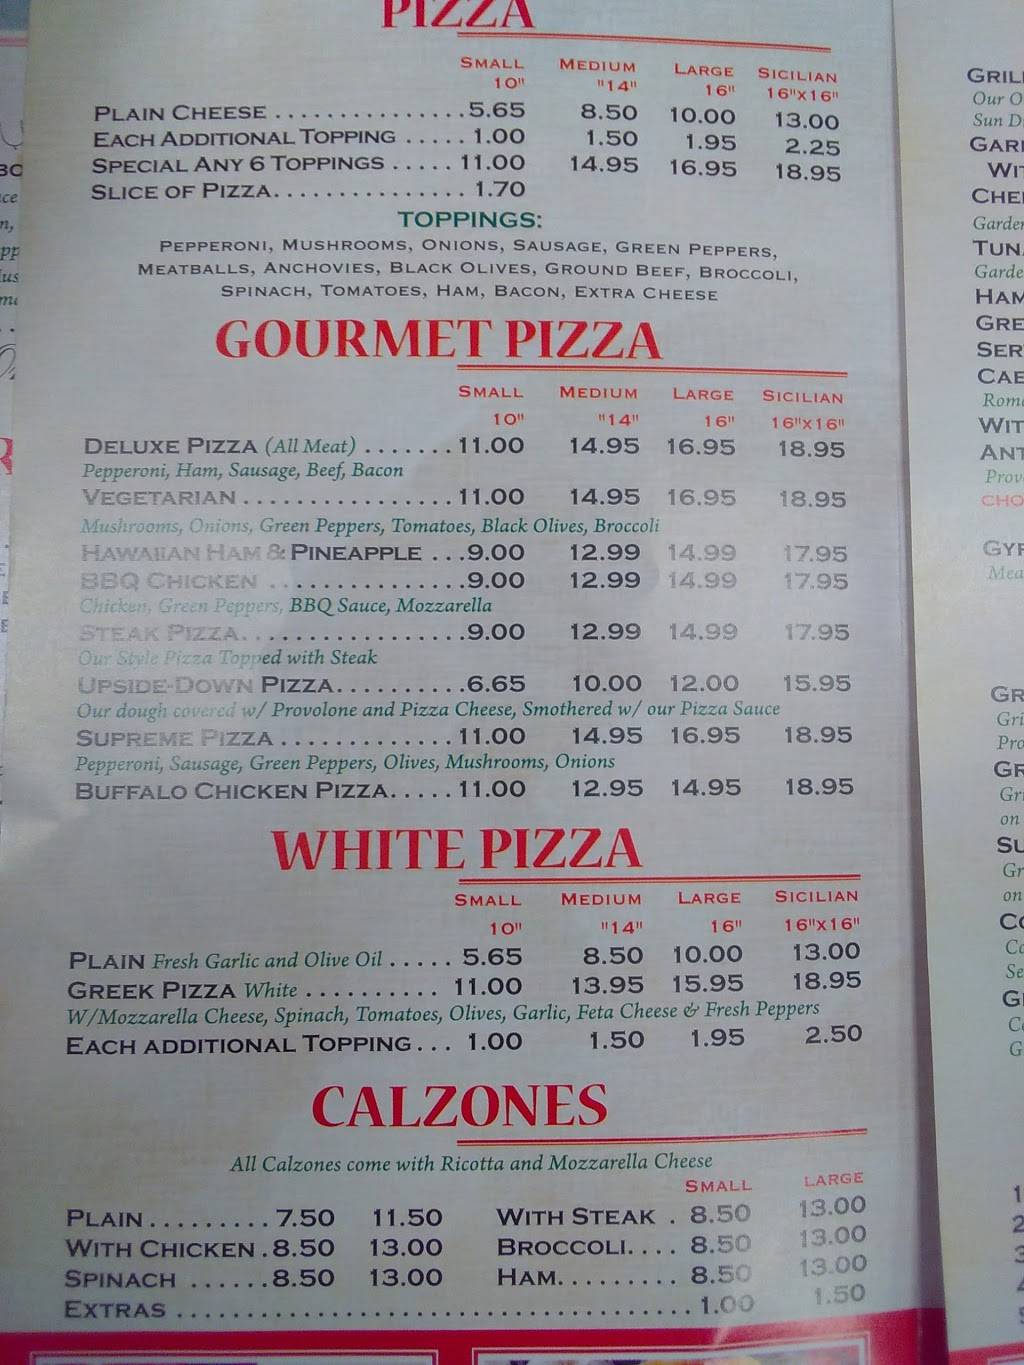 PIZZA
SMALL MEDIUM LARGE SICILIAN
10" "14" 16" 16"X16"
PLAIN CHEESE ............... 5.65 8.50 10.00 13.00
EACH ADDITIONAL TOPPING ..... 1.00 1.50 1.95 2.25
SPECIAL ANY 6 TOPPINGS ..... 11.00 14.95 16.95 18.95
SLICE OF PIZZA............... 1.70
TOPPINGS:
PEPPERONI, MUSHROOMS, ONIONS, SAUSAGE, GREEN PEPPERS,
MEATBALLS, ANCHOVIES, BLACK OLIVES, GROUND BEEF, BROCCOLI,
SPINACH, TOMATOES, HAM, BACON, EXTRA CHEESE
GOURMET PIZZA
SMALL MEDIUM LARGE SICILIAN
10" "14" 16" 16"X16"
DELUXE PIZZA (All Meat) ....... 11.00 14.95 16.95 18.95
Pepperoni, Ham, Sausage, Beef, Bacon
VEGETARIAN ................. 11.00 14.95 16.95 18.95
Mushrooms, Onions, Green Peppers, Tomatoes, Black Olives, Broccoli
HAWAIIAN HAM & PINEAPPLE ...9.00 12.99 14.99 17.95
BBQ CHICKEN ................9.00 12.99 14.99 17.95
Chicken, Green Peppers, BBQ Sauce, Mozzarella
STEAK PIZZA..................9.00 12.99 14.99 17.95
Our Style Pizza Topped with Steak
UPSIDE-DOWN PIZZA..........6.65 10.00 12.00 15.95
Our dough covered w/ Provolone and Pizza Cheese, Smothered w/ our Pizza Sauce
SUPREME PIZZA .............. 11.00 14.95 16.95 18.95
Pepperoni, Sausage, Green Peppers, Olives, Mushrooms, Onions
BUFFALO CHICKEN PIZZA..... 11.00 12.95 14.95 18.95
WHITE PIZZA
SMALL MEDIUM LARGE SICILIAN
10" "14" 16" 16"X16"
PLAIN Fresh Garlic and Olive Oil ..... 5.65 8.50 10.00 13.00
GREEK PIZZA White .......... 11.00 13.95 15.95 18.95
W/Mozzarella Cheese, Spinach, Tomatoes, Olives, Garlic, Feta Cheese & Fresh Peppers
EACH ADDITIONAL TOPPING... 1.00 1.50 1.95 2.50
CALZONES
All Calzones come with Ricotta and Mozzarella Cheese
SMALL LARGE
PLAIN ......... 7.50 11.50 WITH STEAK . 8.50 13.00
WITH CHICKEN .8.50 13.00 BROCCOLI.... 8.50 13.00
SPINACH ......8.50 13.00 HAM......... 8.50 13.00
EXTRAS ................................... 1.00 1.50